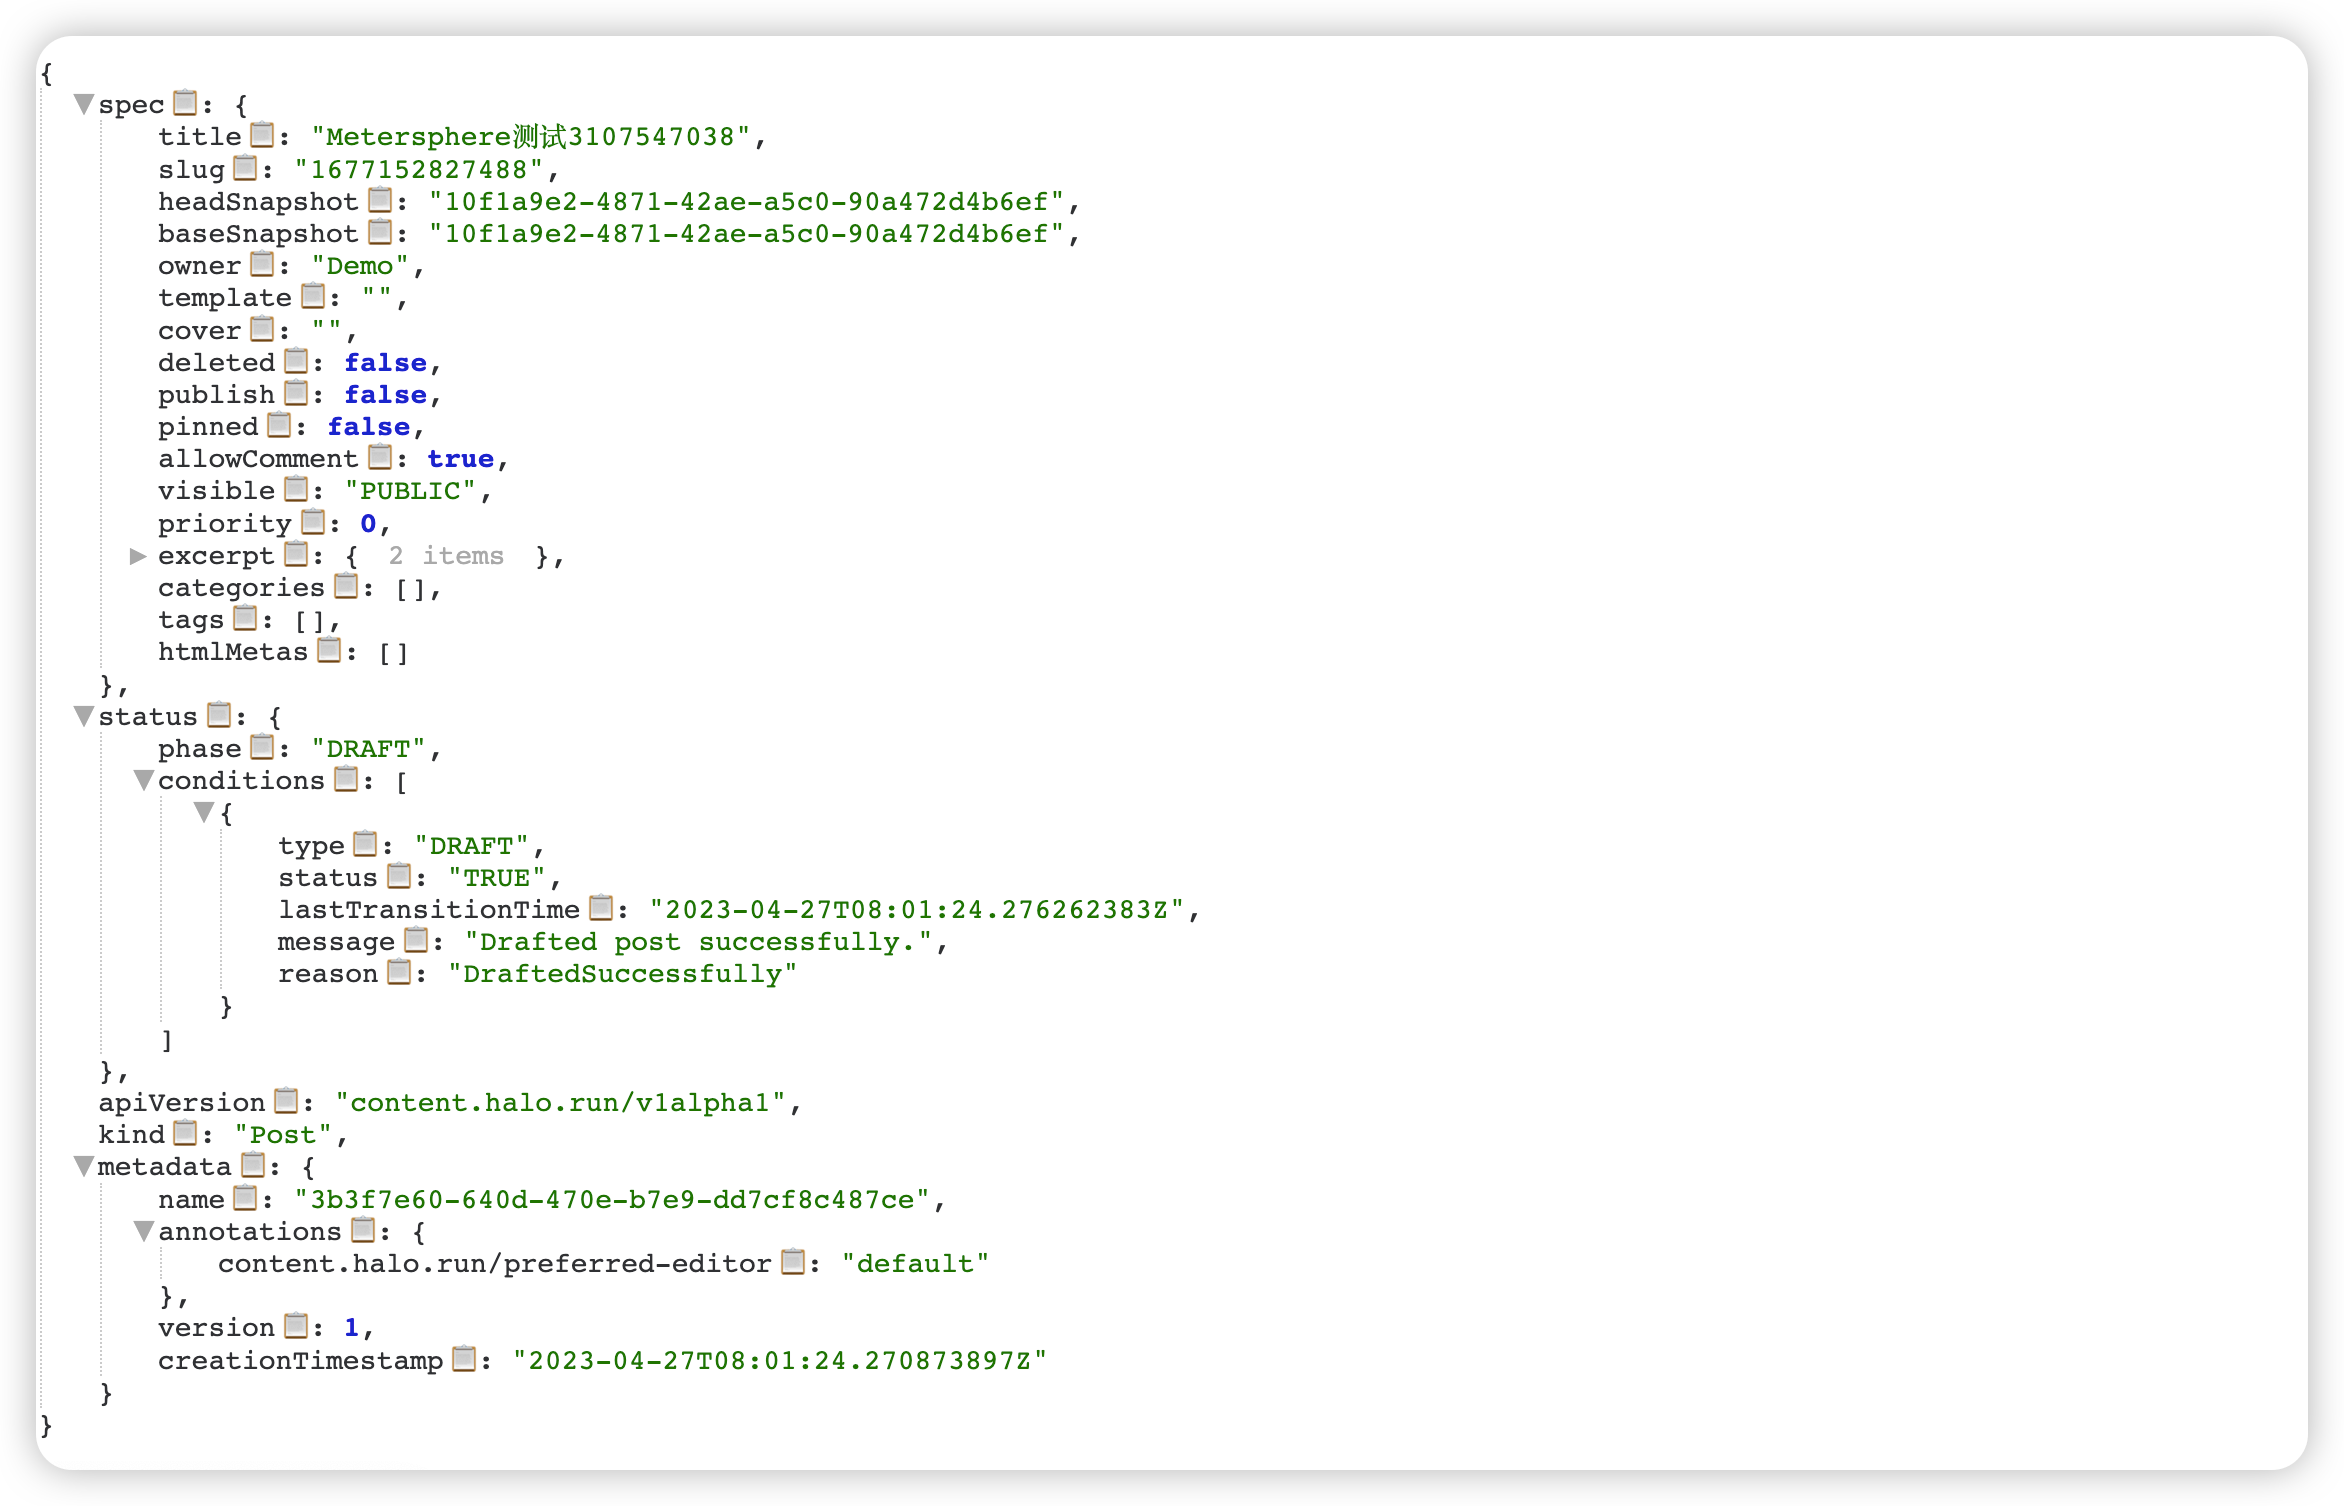 {
spec: {
title: "Metersphere测试3107547038",
slug: "1677152827488",
headSnapshot: "10f1a9e2-4871-42ae-a5c0-90a472d4b6ef",
baseSnapshot: "10f1a9e2-4871-42ae-a5c0-90a472d4b6ef",
owner: "Demo",
template: "",
cover: "",
deleted: false,
publish: false,
pinned: false,
allowComment: true,
visible: "PUBLIC",
priority: 0,
excerpt: { 2 items },
categories: [],
tags: [],
htmlMetas: []
},
status: {
phase: "DRAFT",
conditions: [
{
type: "DRAFT",
status: "TRUE",
lastTransitionTime: "2023-04-27T08:01:24.276262383Z",
message: "Drafted post successfully.",
reason: "DraftedSuccessfully"
}
]
},
apiVersion: "content.halo.run/v1alpha1",
kind: "Post",
metadata: {
name: "3b3f7e60-640d-470e-b7e9-dd7cf8c487ce",
annotations: {
content.halo.run/preferred-editor: "default"
},
version: 1,
creationTimestamp: "2023-04-27T08:01:24.270873897Z"
}
}